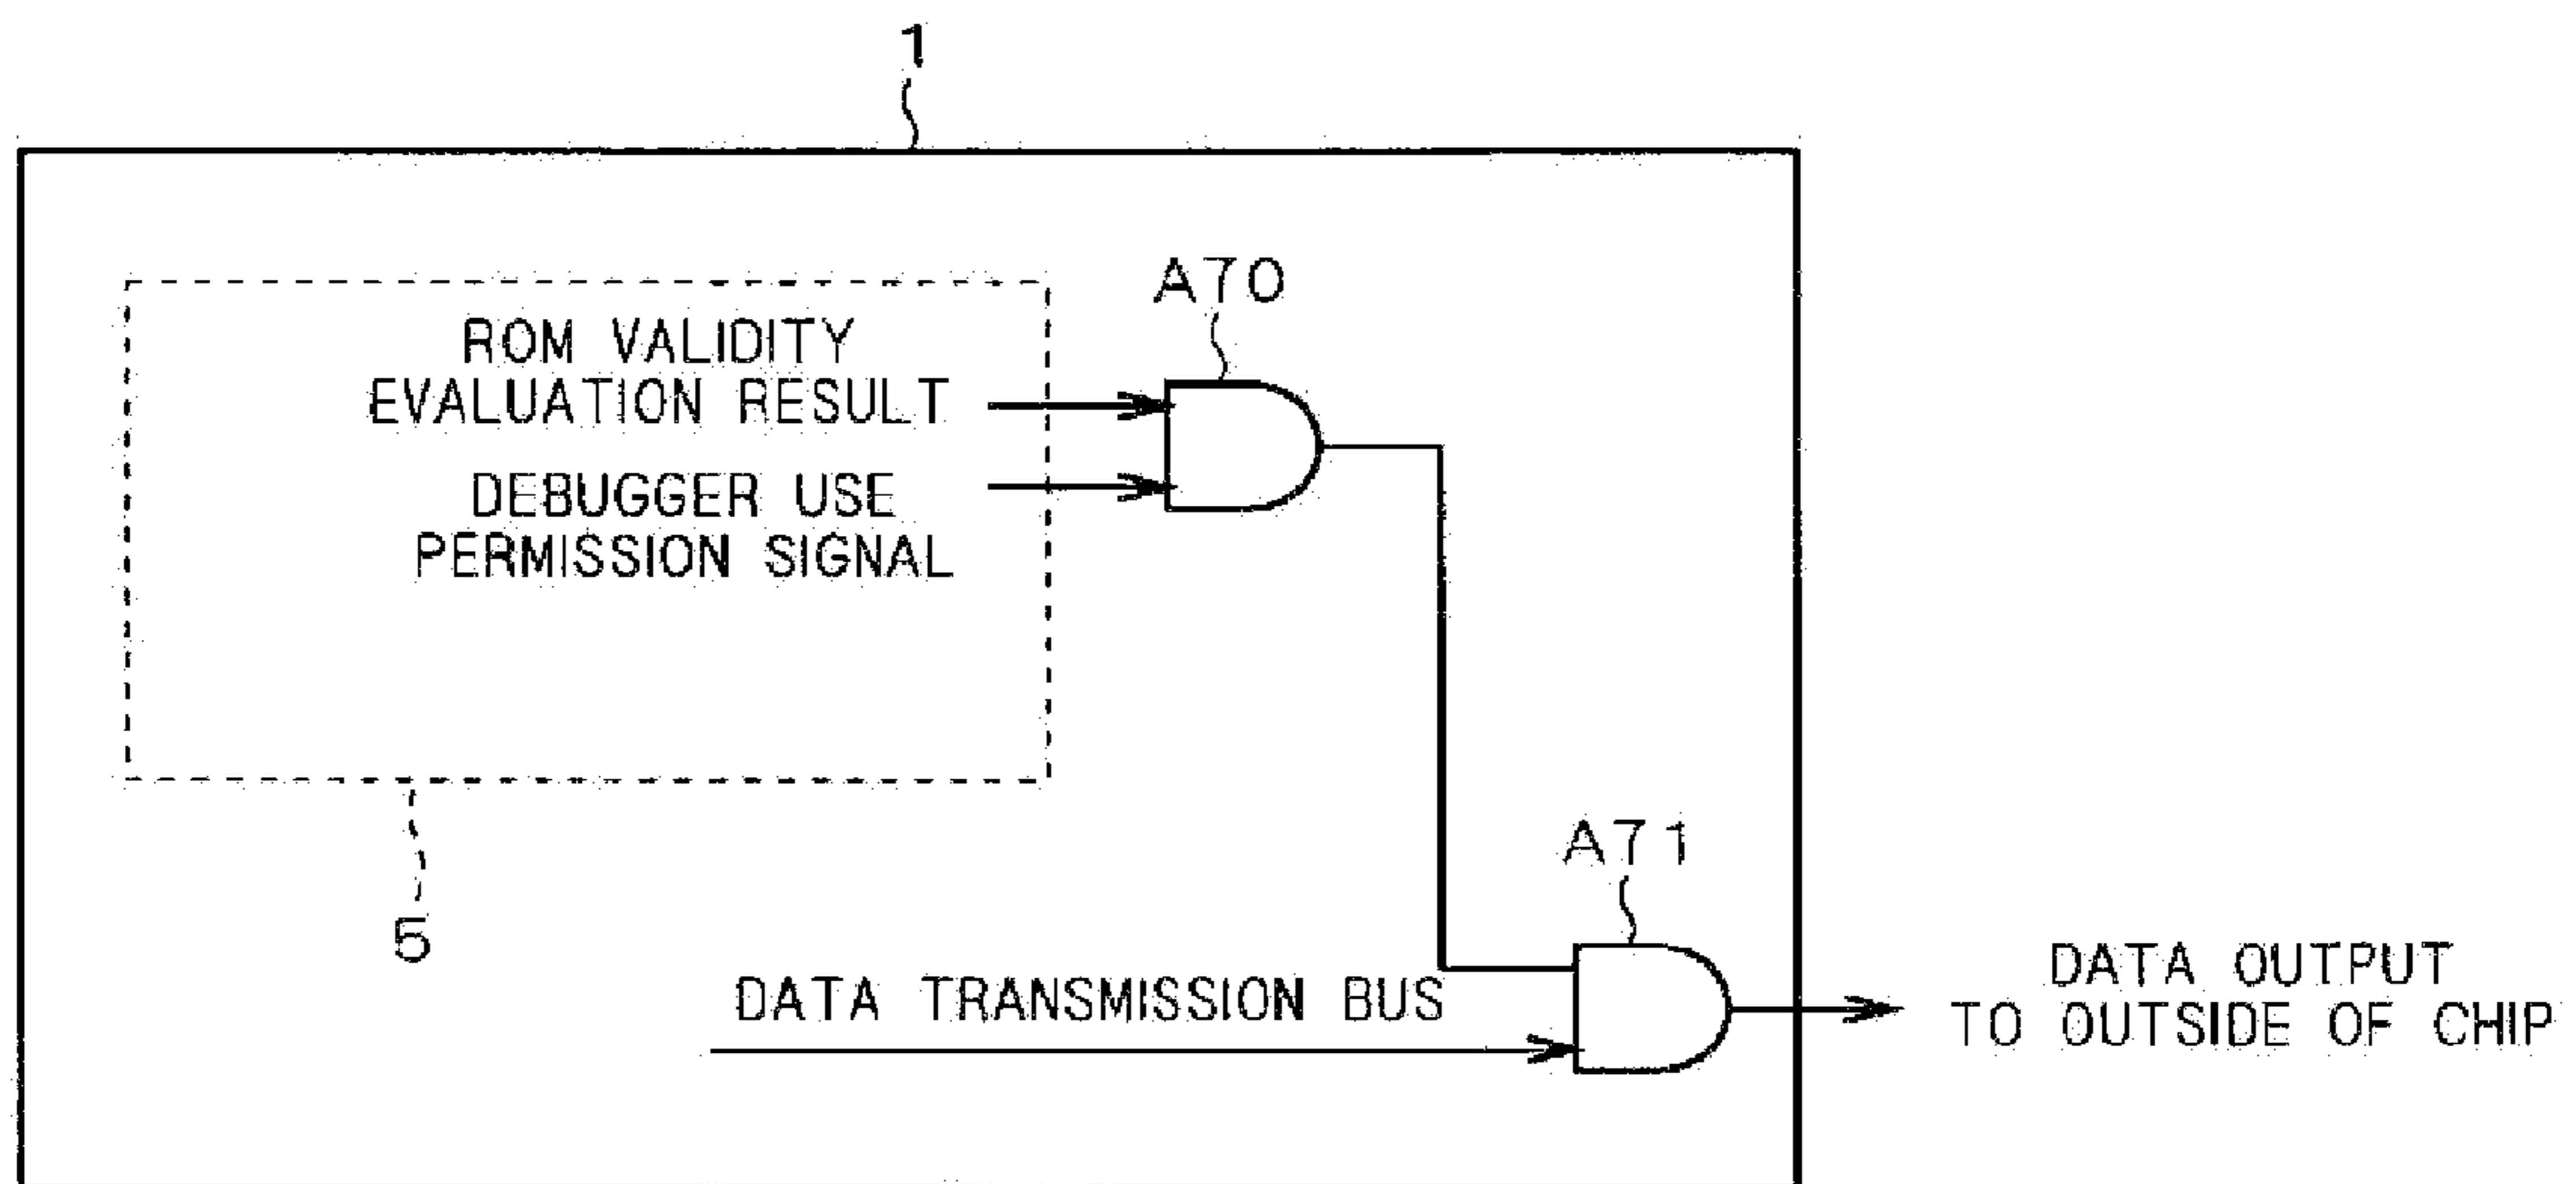 1
A70
ROM VALIDITY
EVALUATION RESULT
DEBUGGER USE
PERMISSION SIGNAL
5
A71
DATA TRANSMISSION BUS
DATA OUTPUT
TO OUTSIDE OF CHIP